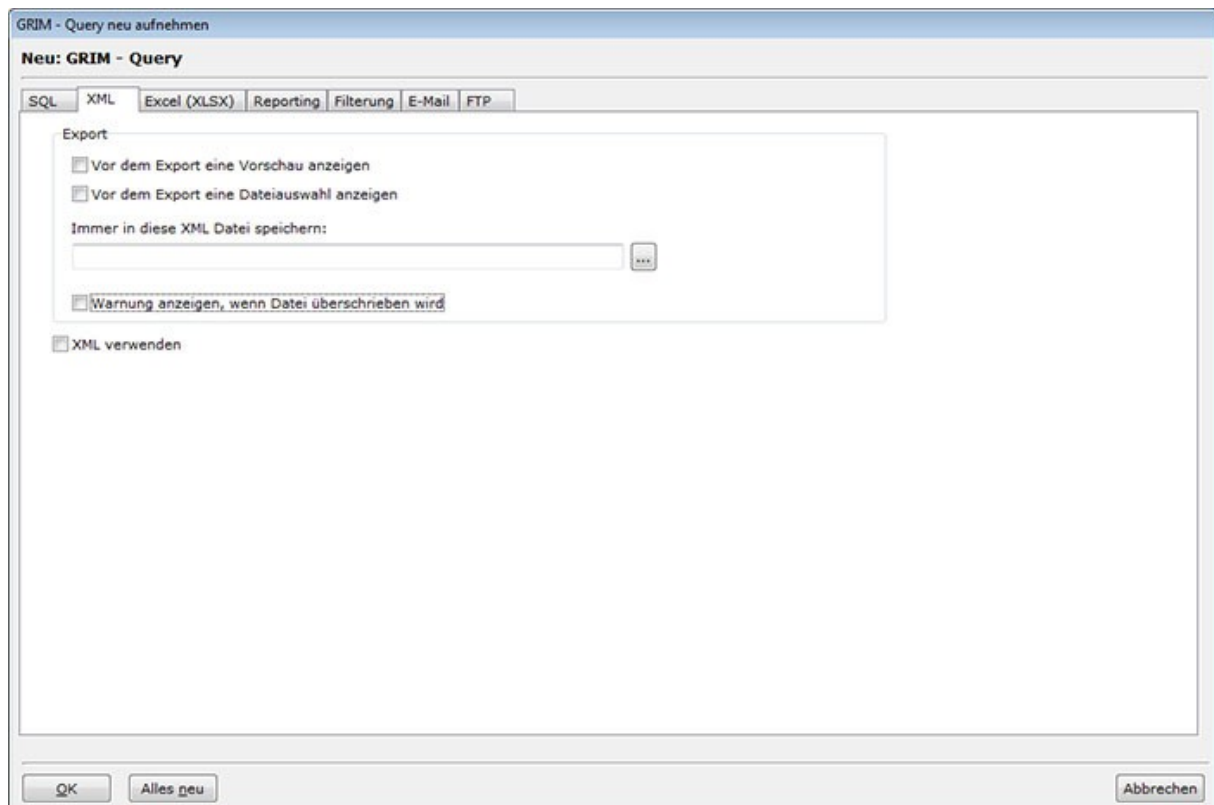 GRIM - Query neu aufnehmen
Neu: GRIM - Query
SQL XML Excel (XLSX) Reporting Filterung E-Mail FTP
Export
Vor dem Export eine Vorschau anzeigen
Vor dem Export eine Dateiauswahl anzeigen
Immer in diese XML Datei speichern:
...
Warnung anzeigen, wenn Datei überschrieben wird
XML verwenden
OK Alles neu Abbrechen